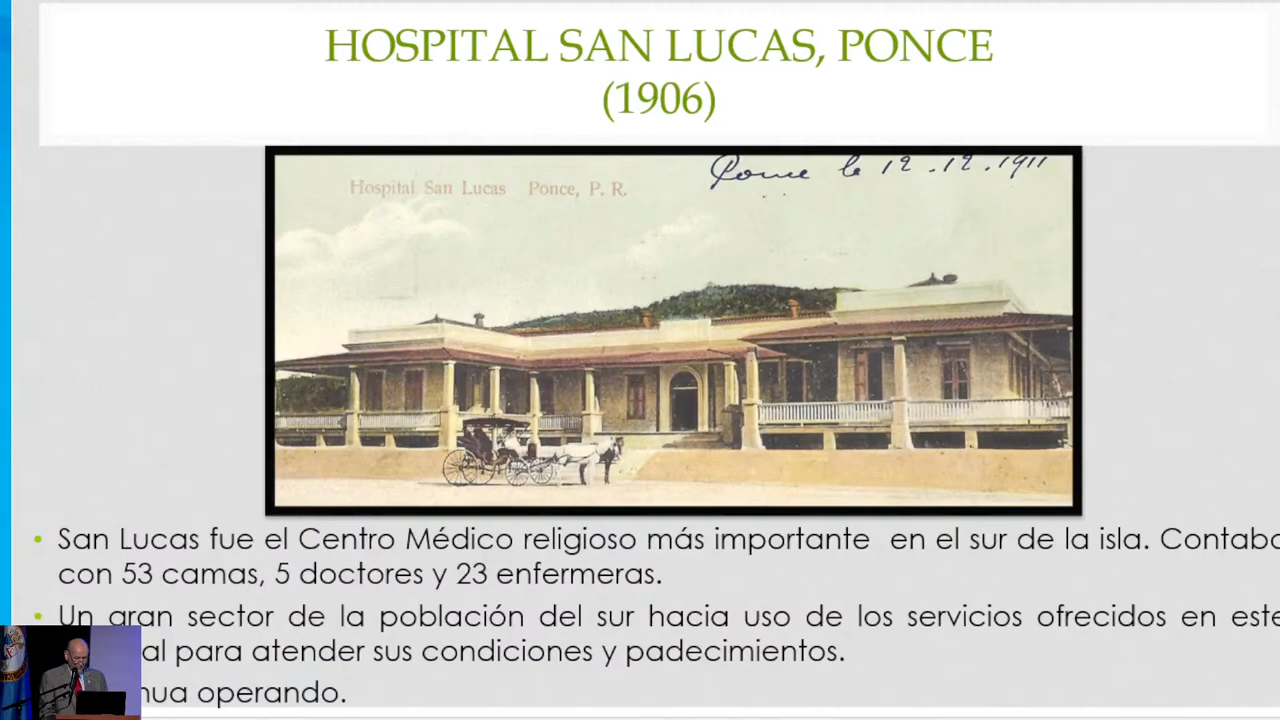 HOSPITAL SAN LUCAS, PONCE
(1906)
Hospital San Lucas Ponce, P. R.
Ponce le 12.12.1911
San Lucas fue el Centro Médico religioso más importante en el sur de la isla.
con 53 camas, 5 doctores y 23 enfermeras.
Un gran sector de la población del sur hacia uso de los servicios ofrecidos en este
para atender sus condiciones y padecimientos.
operando.